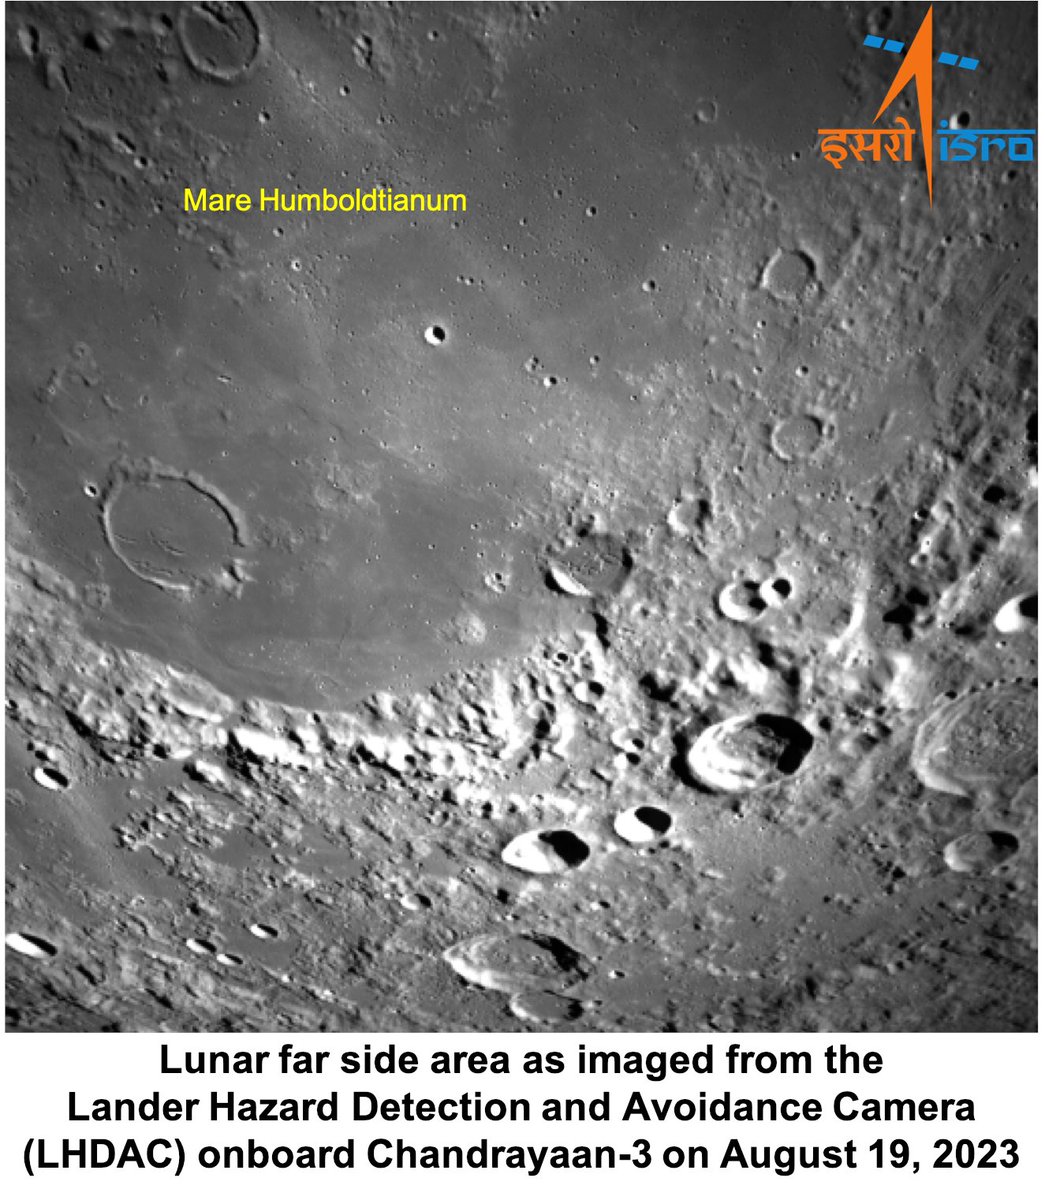 इसरो isro
Mare Humboldtianum
Lunar far side area as imaged from the
Lander Hazard Detection and Avoidance Camera
(LHDAC) onboard Chandrayaan-3 on August 19, 2023